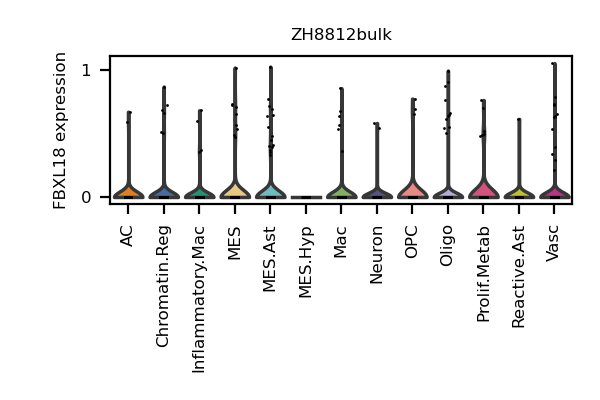 ZH8812bulk
FBXL18 expression
1
0
AC
Chromatin.Reg
Inflammatory.Mac
MES
MES.Ast
MES.Hyp
Mac
Neuron
OPC
Oligo
Prolif.Metab
Reactive.Ast
Vasc